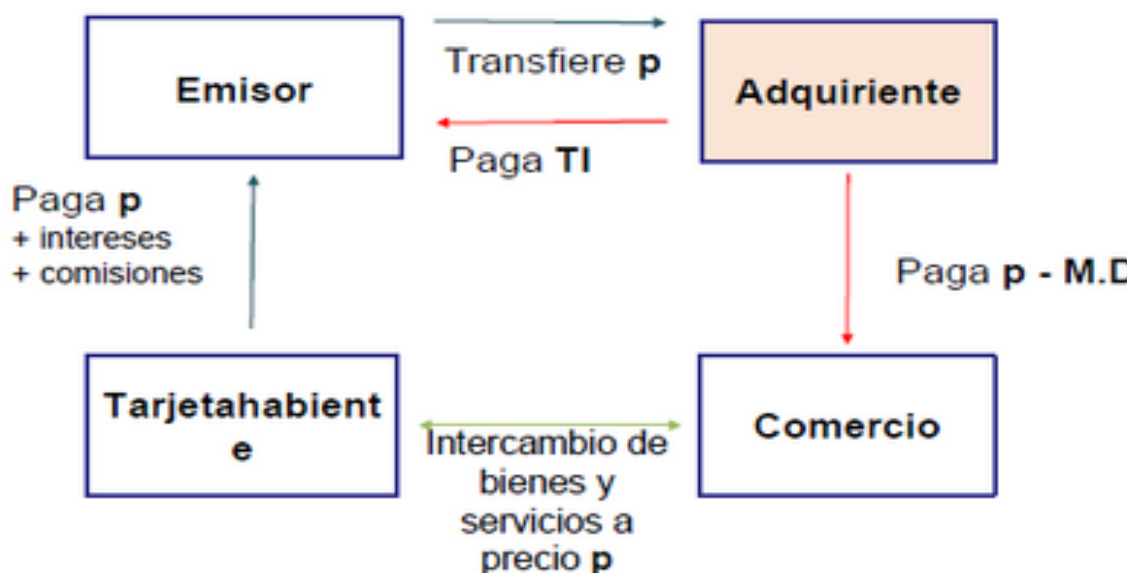 Emisor
Transfiere p
Adquiriente
Paga TI
Paga p
+ intereses
+ comisiones
Paga p - M.D
Tarjetahabient
e
Intercambio de
bienes y
servicios a
precio p
Comercio